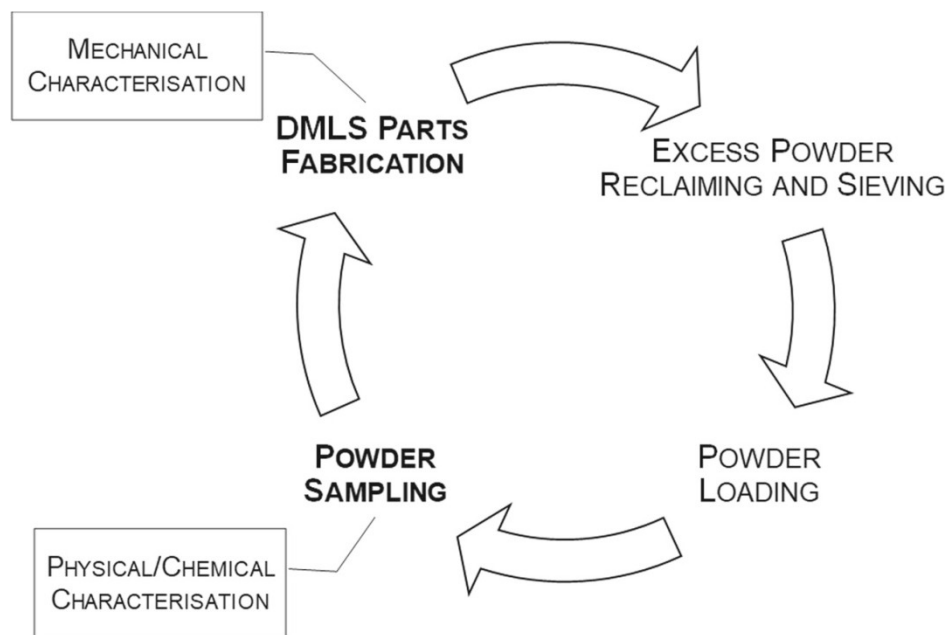 MECHANICAL
CHARACTERISATION
DMLS PARTS
FABRICATION
EXCESS POWDER
RECLAIMING AND SIEVING
POWDER
LOADING
POWDER
SAMPLING
PHYSICAL/CHEMICAL
CHARACTERISATION